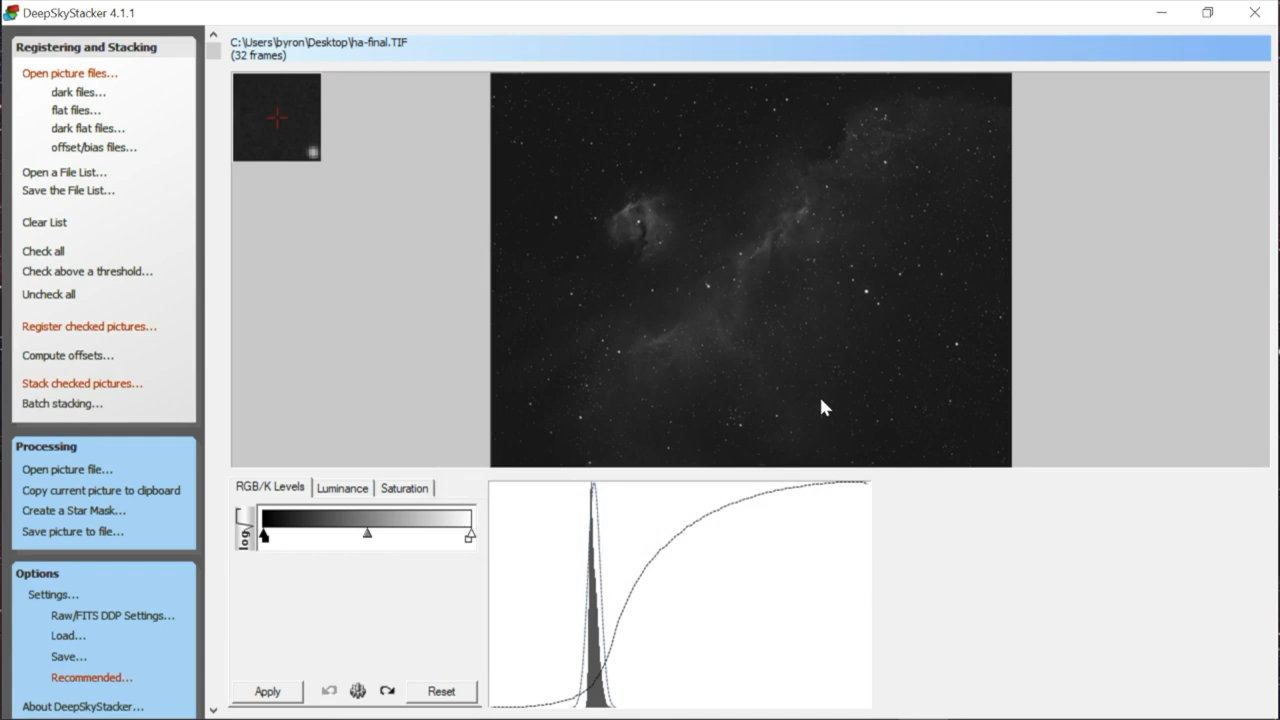 DeepSkyStacker 4.1.1
Registering and Stacking
Open picture files...
dark files...
flat files...
dark flat files...
offset/bias files...
Open a File List...
Save the File List...
Clear List
Check all
Check above a threshold...
Uncheck all
Register checked pictures...
Compute offsets...
Stack checked pictures...
Batch stacking...
Processing
Open picture file...
Copy current picture to clipboard
Create a Star Mask...
Save picture to file...
Options
Settings...
Raw/FITS DDP Settings...
Load...
Save...
Recommended...
About DeepSkyStacker...
C:\Users\byron\Desktop\ha-final.TIF
(32 frames)
RGB/K Levels
Luminance
Saturation
log
Apply
Reset